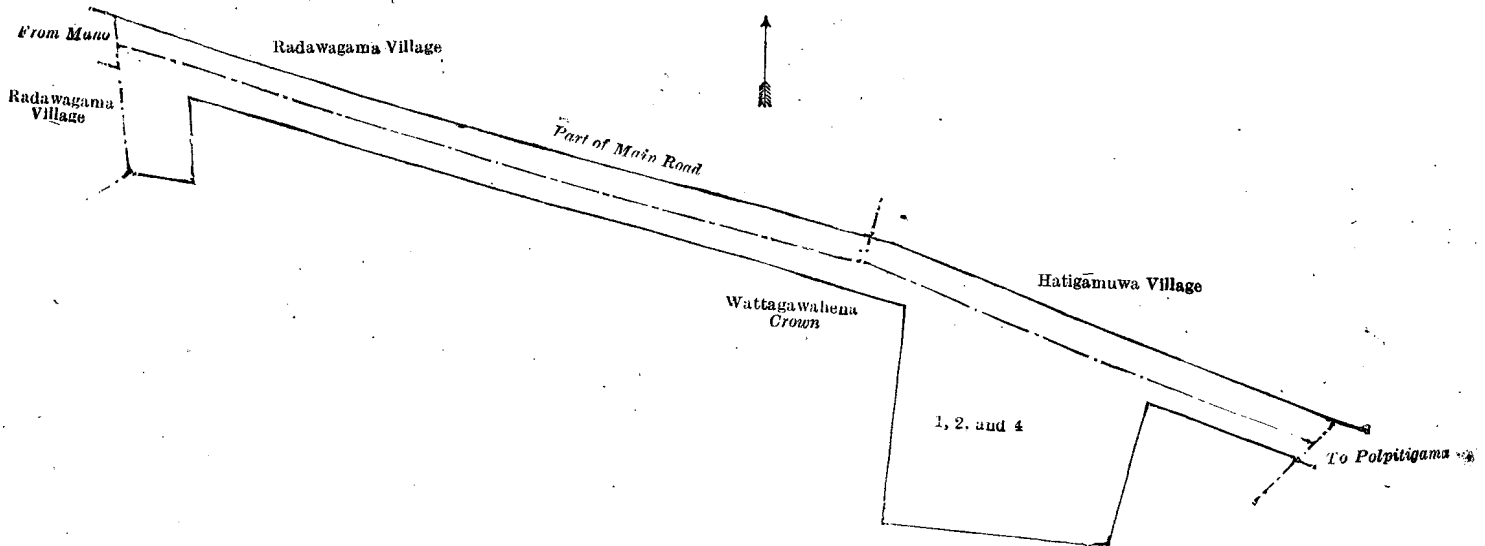 From Muno
Radawagama Village
Radawagama
Village
Part of Main Road
Hatigamuwa Village
Wattagawahena
Crown
1, 2, and 4
To Polpitigama